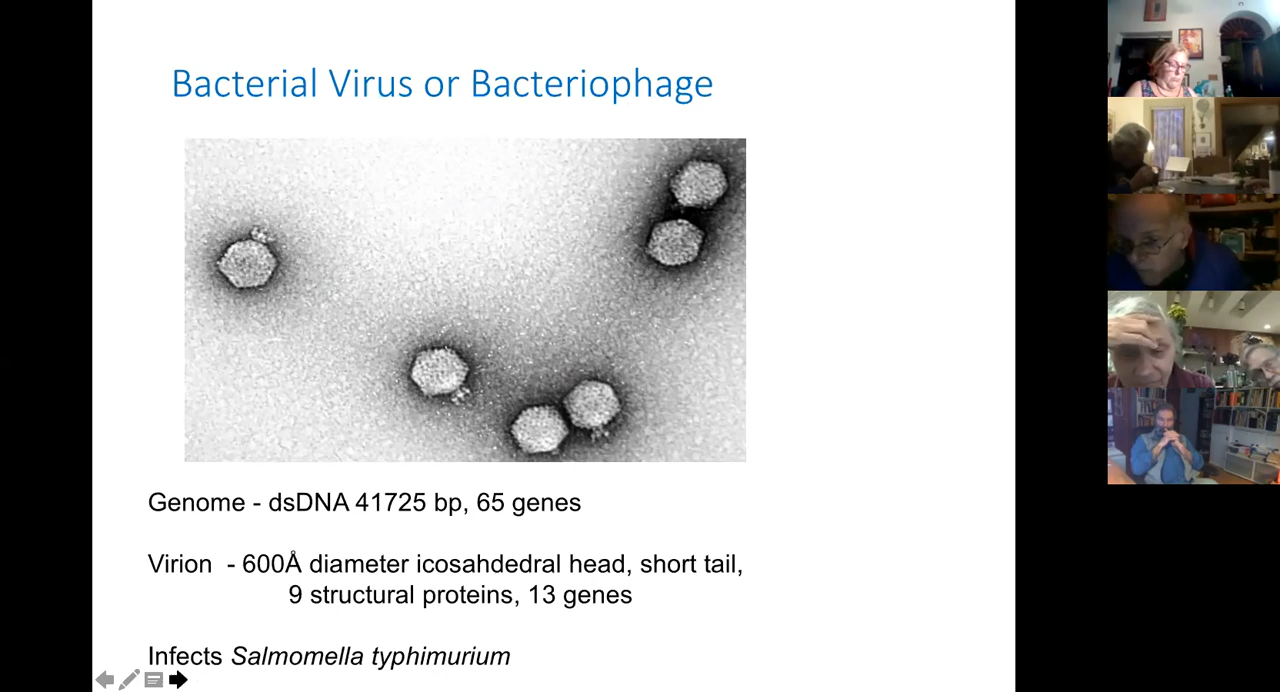 Bacterial Virus or Bacteriophage
Genome - dsDNA 41725 bp, 65 genes
Virion - 600Å diameter icosahdedral head, short tail,
9 structural proteins, 13 genes
Infects Salmomella typhimurium